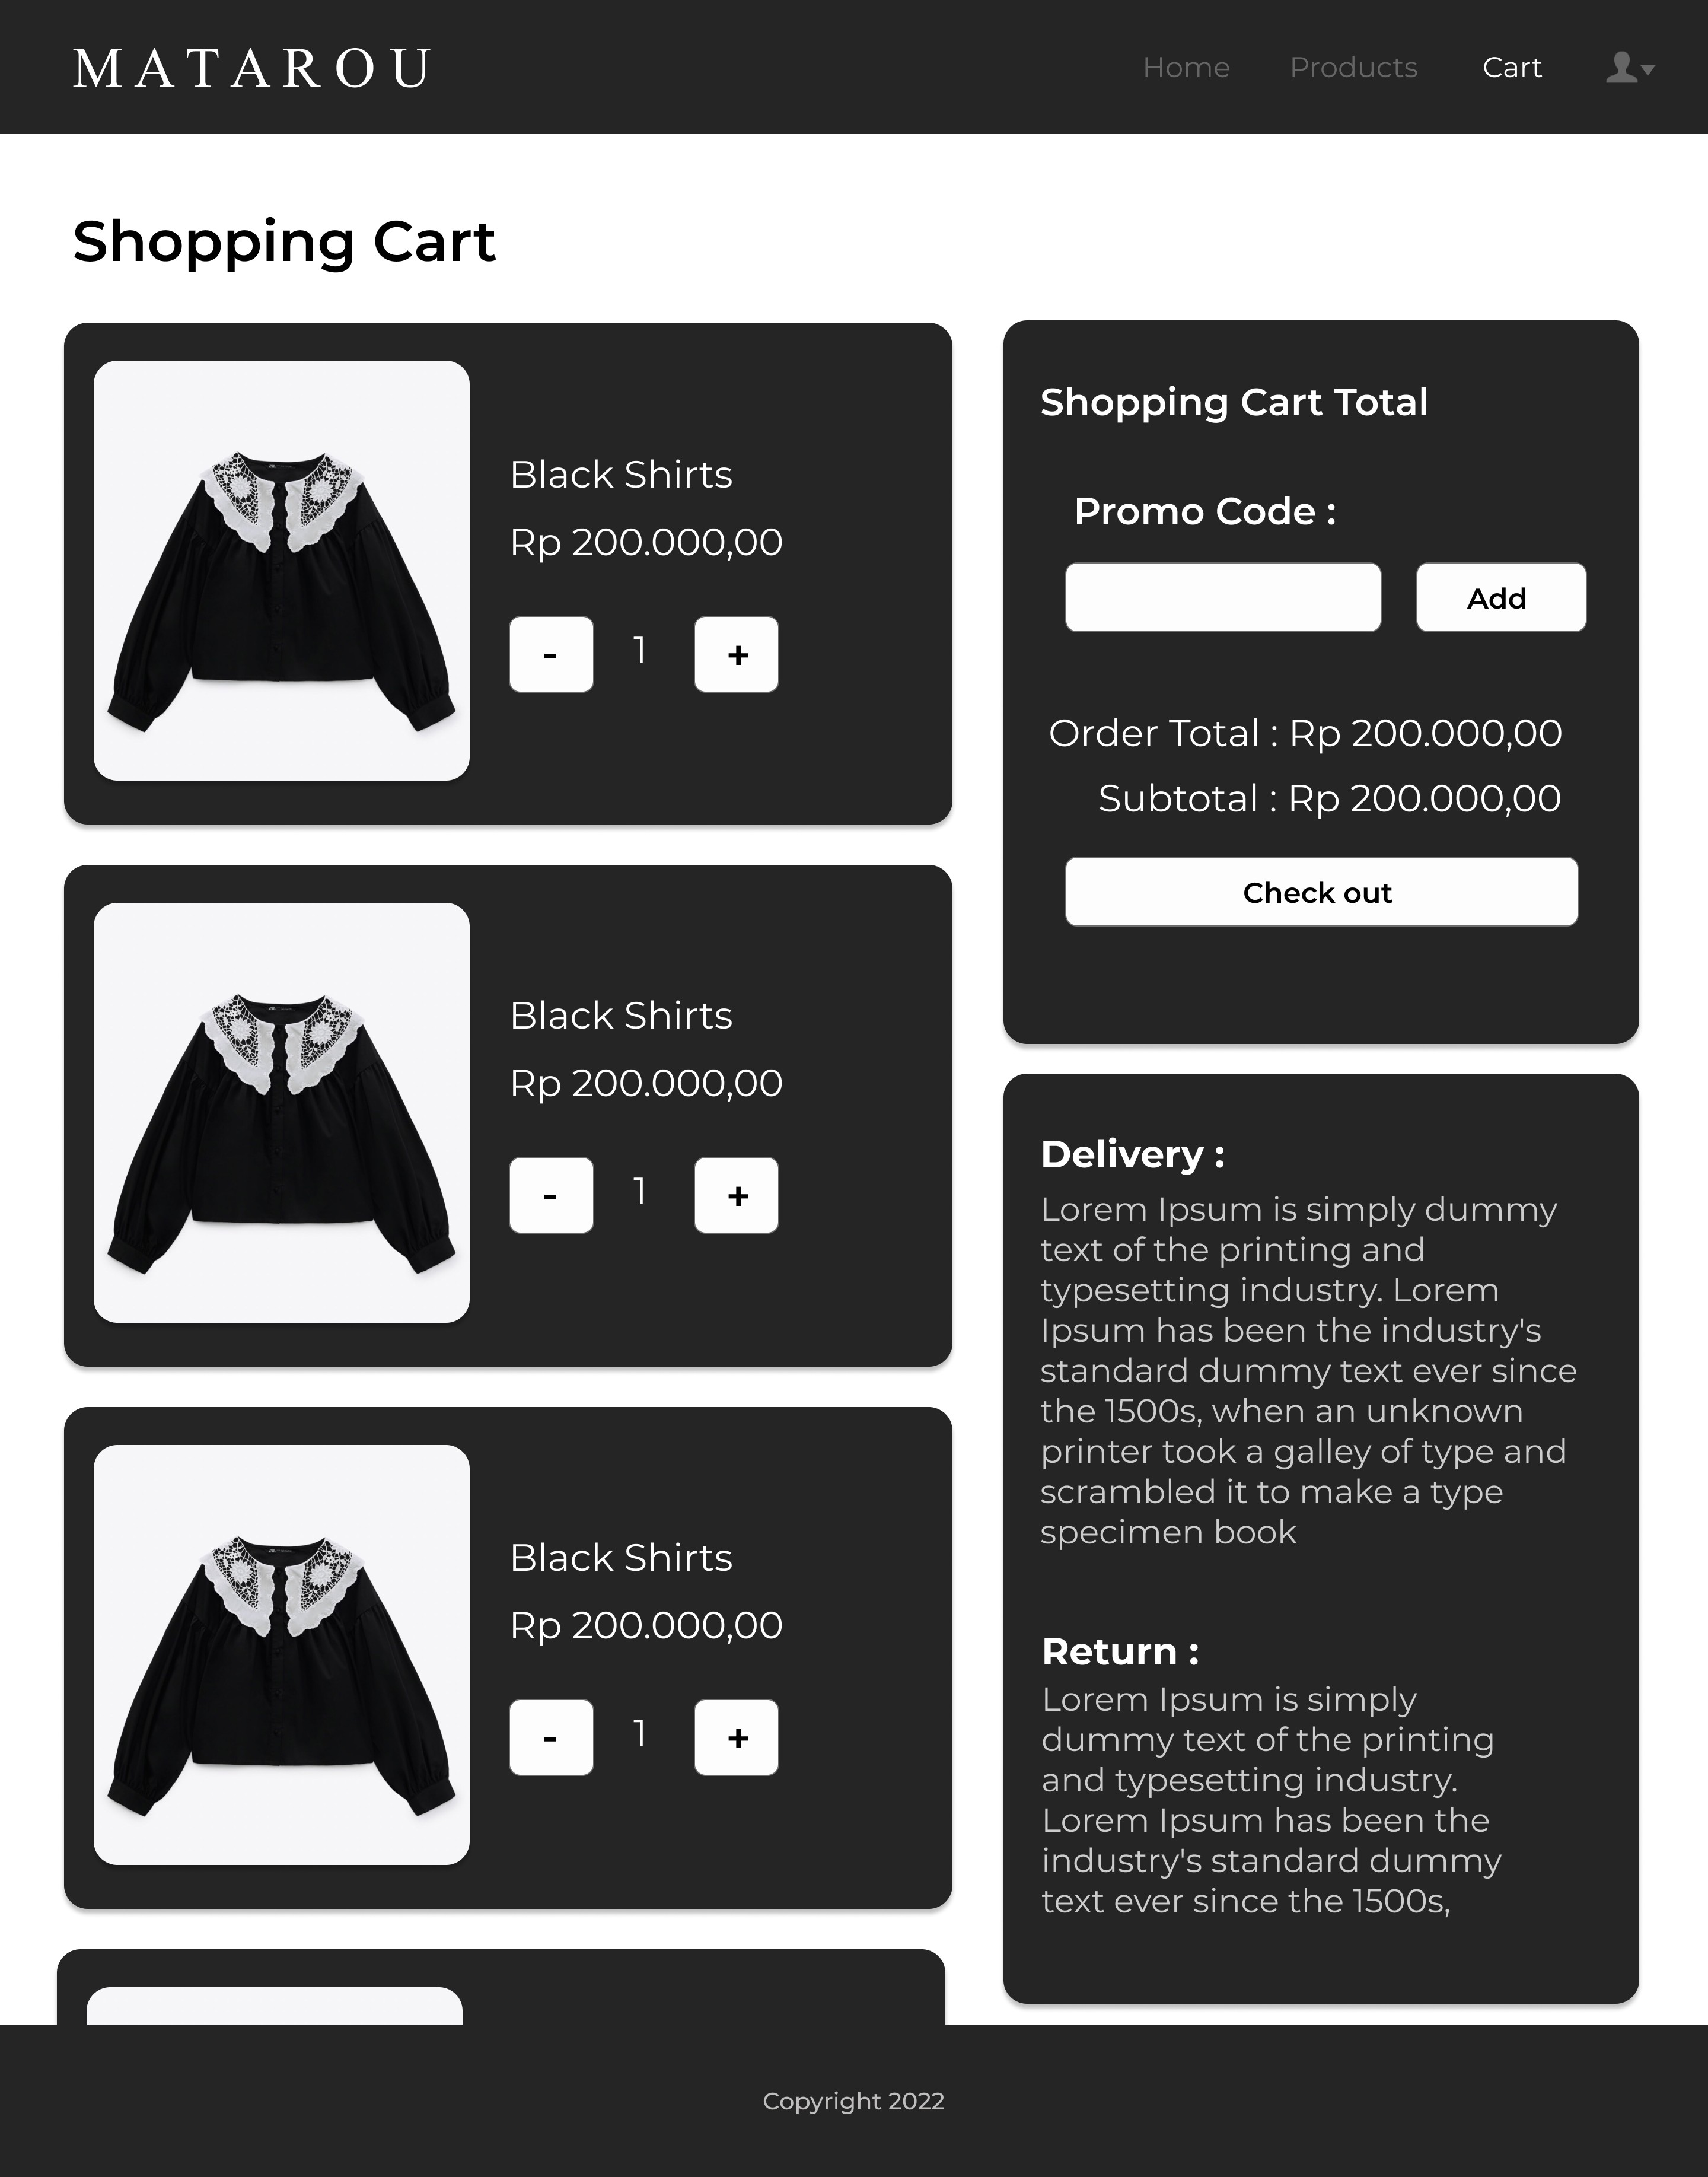 MATAROU
Home
Products
Cart
Shopping Cart
Black Shirts
Rp 200.000,00
-
1
+
Black Shirts
Rp 200.000,00
-
1
+
Black Shirts
Rp 200.000,00
-
1
+
Shopping Cart Total
Promo Code :
Add
Order Total : Rp 200.000,00
Subtotal : Rp 200.000,00
Check out
Delivery :
Lorem Ipsum is simply dummy
text of the printing and
typesetting industry. Lorem
Ipsum has been the industry's
standard dummy text ever since
the 1500s, when an unknown
printer took a galley of type and
scrambled it to make a type
specimen book
Return :
Lorem Ipsum is simply
dummy text of the printing
and typesetting industry.
Lorem Ipsum has been the
industry's standard dummy
text ever since the 1500s,
Copyright 2022